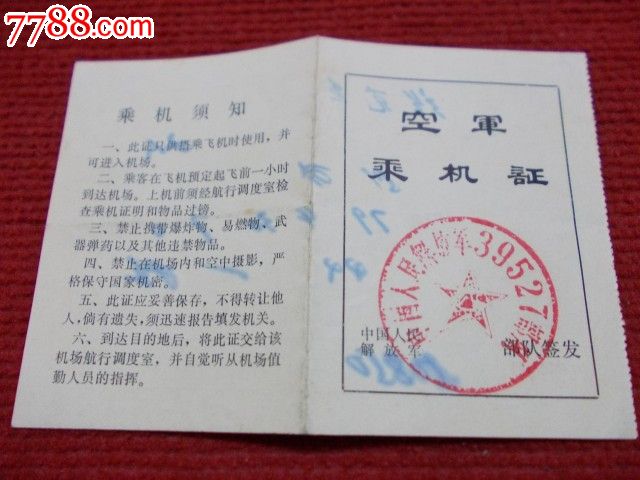 7788.com
乘机须知
一、此证只供搭乘飞机时使用，并
可进入机场。
二、乘客在飞机预定起飞前一小时
到达机场。上机前须经航行调度室检
查乘机证明和物品过镑。
三、禁止携带爆炸物、易燃物、武
器弹药以及其他违禁物品。
四、禁止在机场内和空中摄影，严
格保守国家机密。
五、此证应妥善保存，不得转让他
人，倘有遗失，须迅速报告填发机关。
六、到达目的地后，将此证交给该
机场航行调度室，并自觉听从机场值
勤人员的指挥。
空軍
乘机証
中国人民解放军39527部队
中国人民
解放军
部队签发